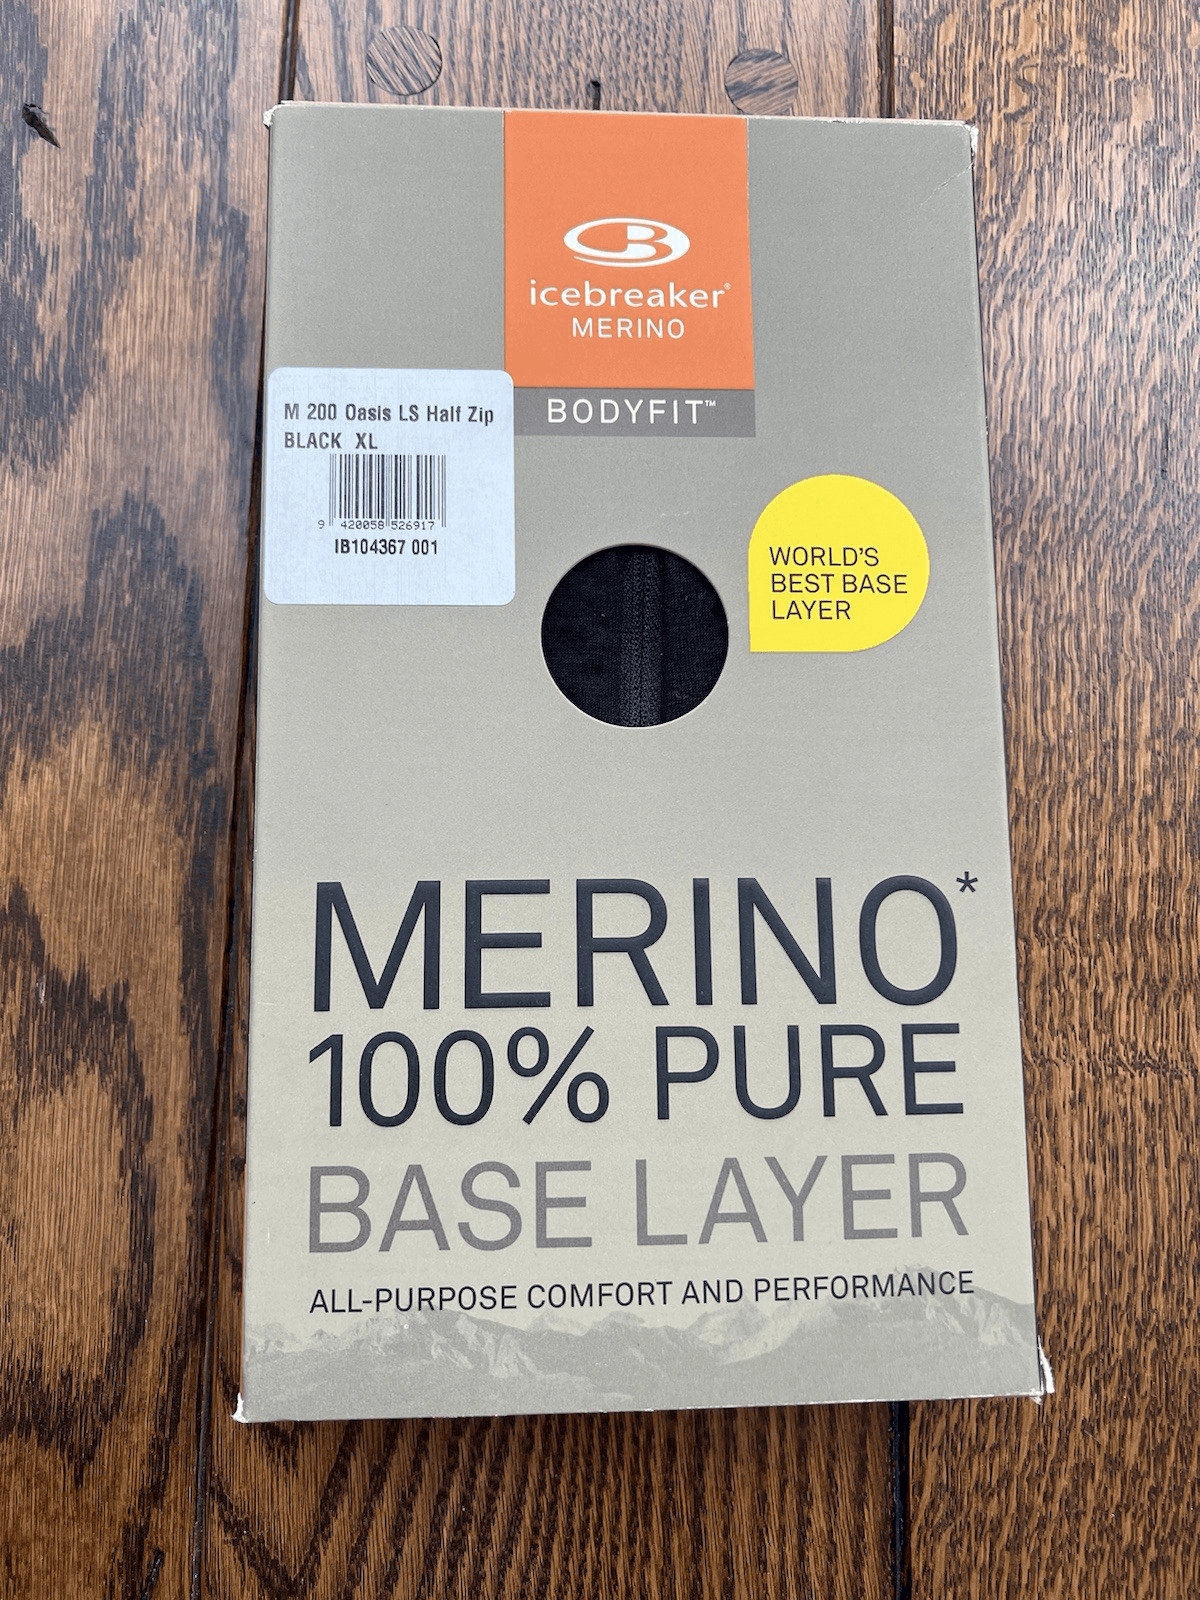 icebreaker®
MERINO
BODYFIT™
M 200 Oasis LS Half Zip
BLACK XL
9 420058 526917
IB104367 001
WORLD'S
BEST BASE
LAYER
MERINO*
100% PURE
BASE LAYER
ALL-PURPOSE COMFORT AND PERFORMANCE